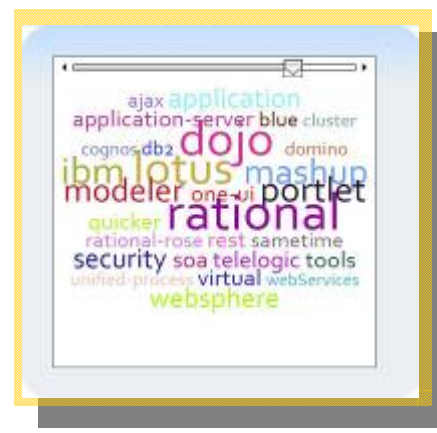 ajax application
application-server blue cluster
cognos db2 dojo domino
ibm lotus mashup
modeler one-ui portlet
quicker rational
rational-rose rest sametime
security soa telelogic tools
unified-process virtual webServices
websphere